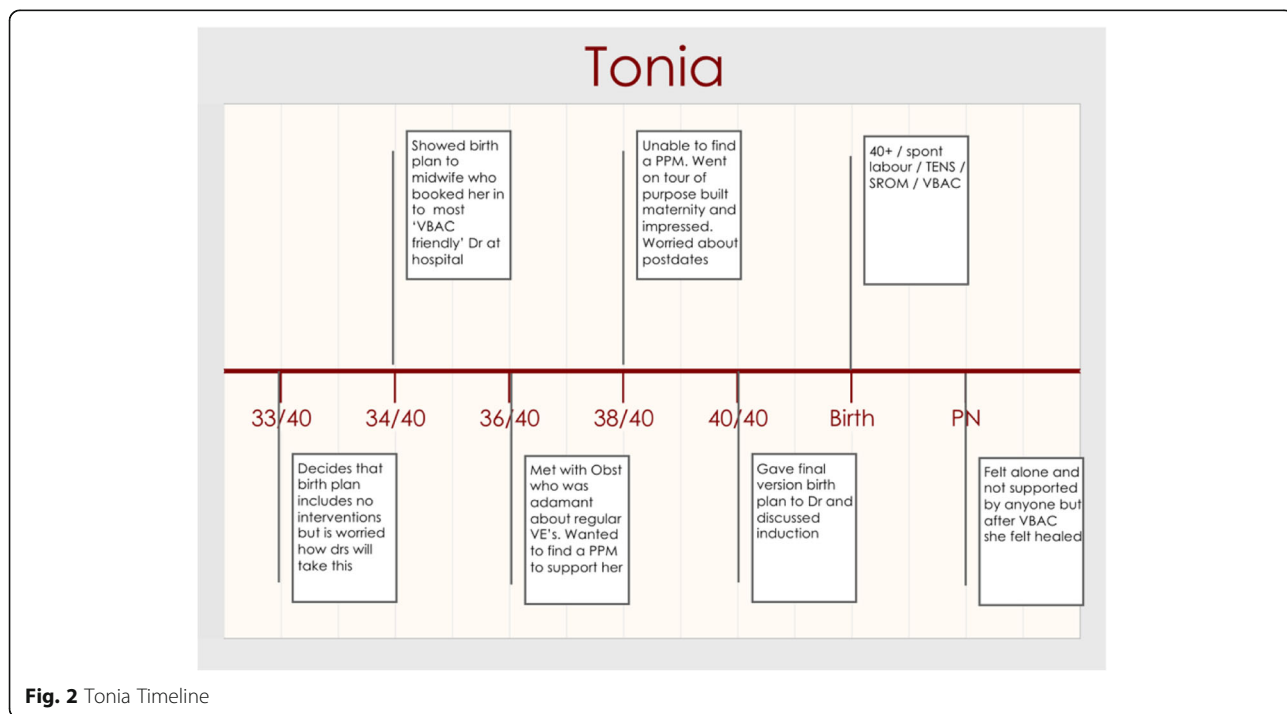 Tonia
Showed birth
plan to
midwife who
booked her in
to most
‘VBAC
friendly’ Dr at
hospital
Unable to find
a PPM. Went
on tour of
purpose built
maternity and
impressed.
Worried about
postdates
40+ / spont
labour / TENS /
SROM / VBAC
33/40
34/40
36/40
38/40
40/40
Birth
PN
Decides that
birth plan
includes no
interventions
but is worried
how drs will
take this
Met with Obst
who was
adamant
about regular
VE's. Wanted
to find a PPM
to support her
Gave final
version birth
plan to Dr and
discussed
induction
Felt alone and
not supported
by anyone but
after VBAC
she felt healed
Fig. 2 Tonia Timeline